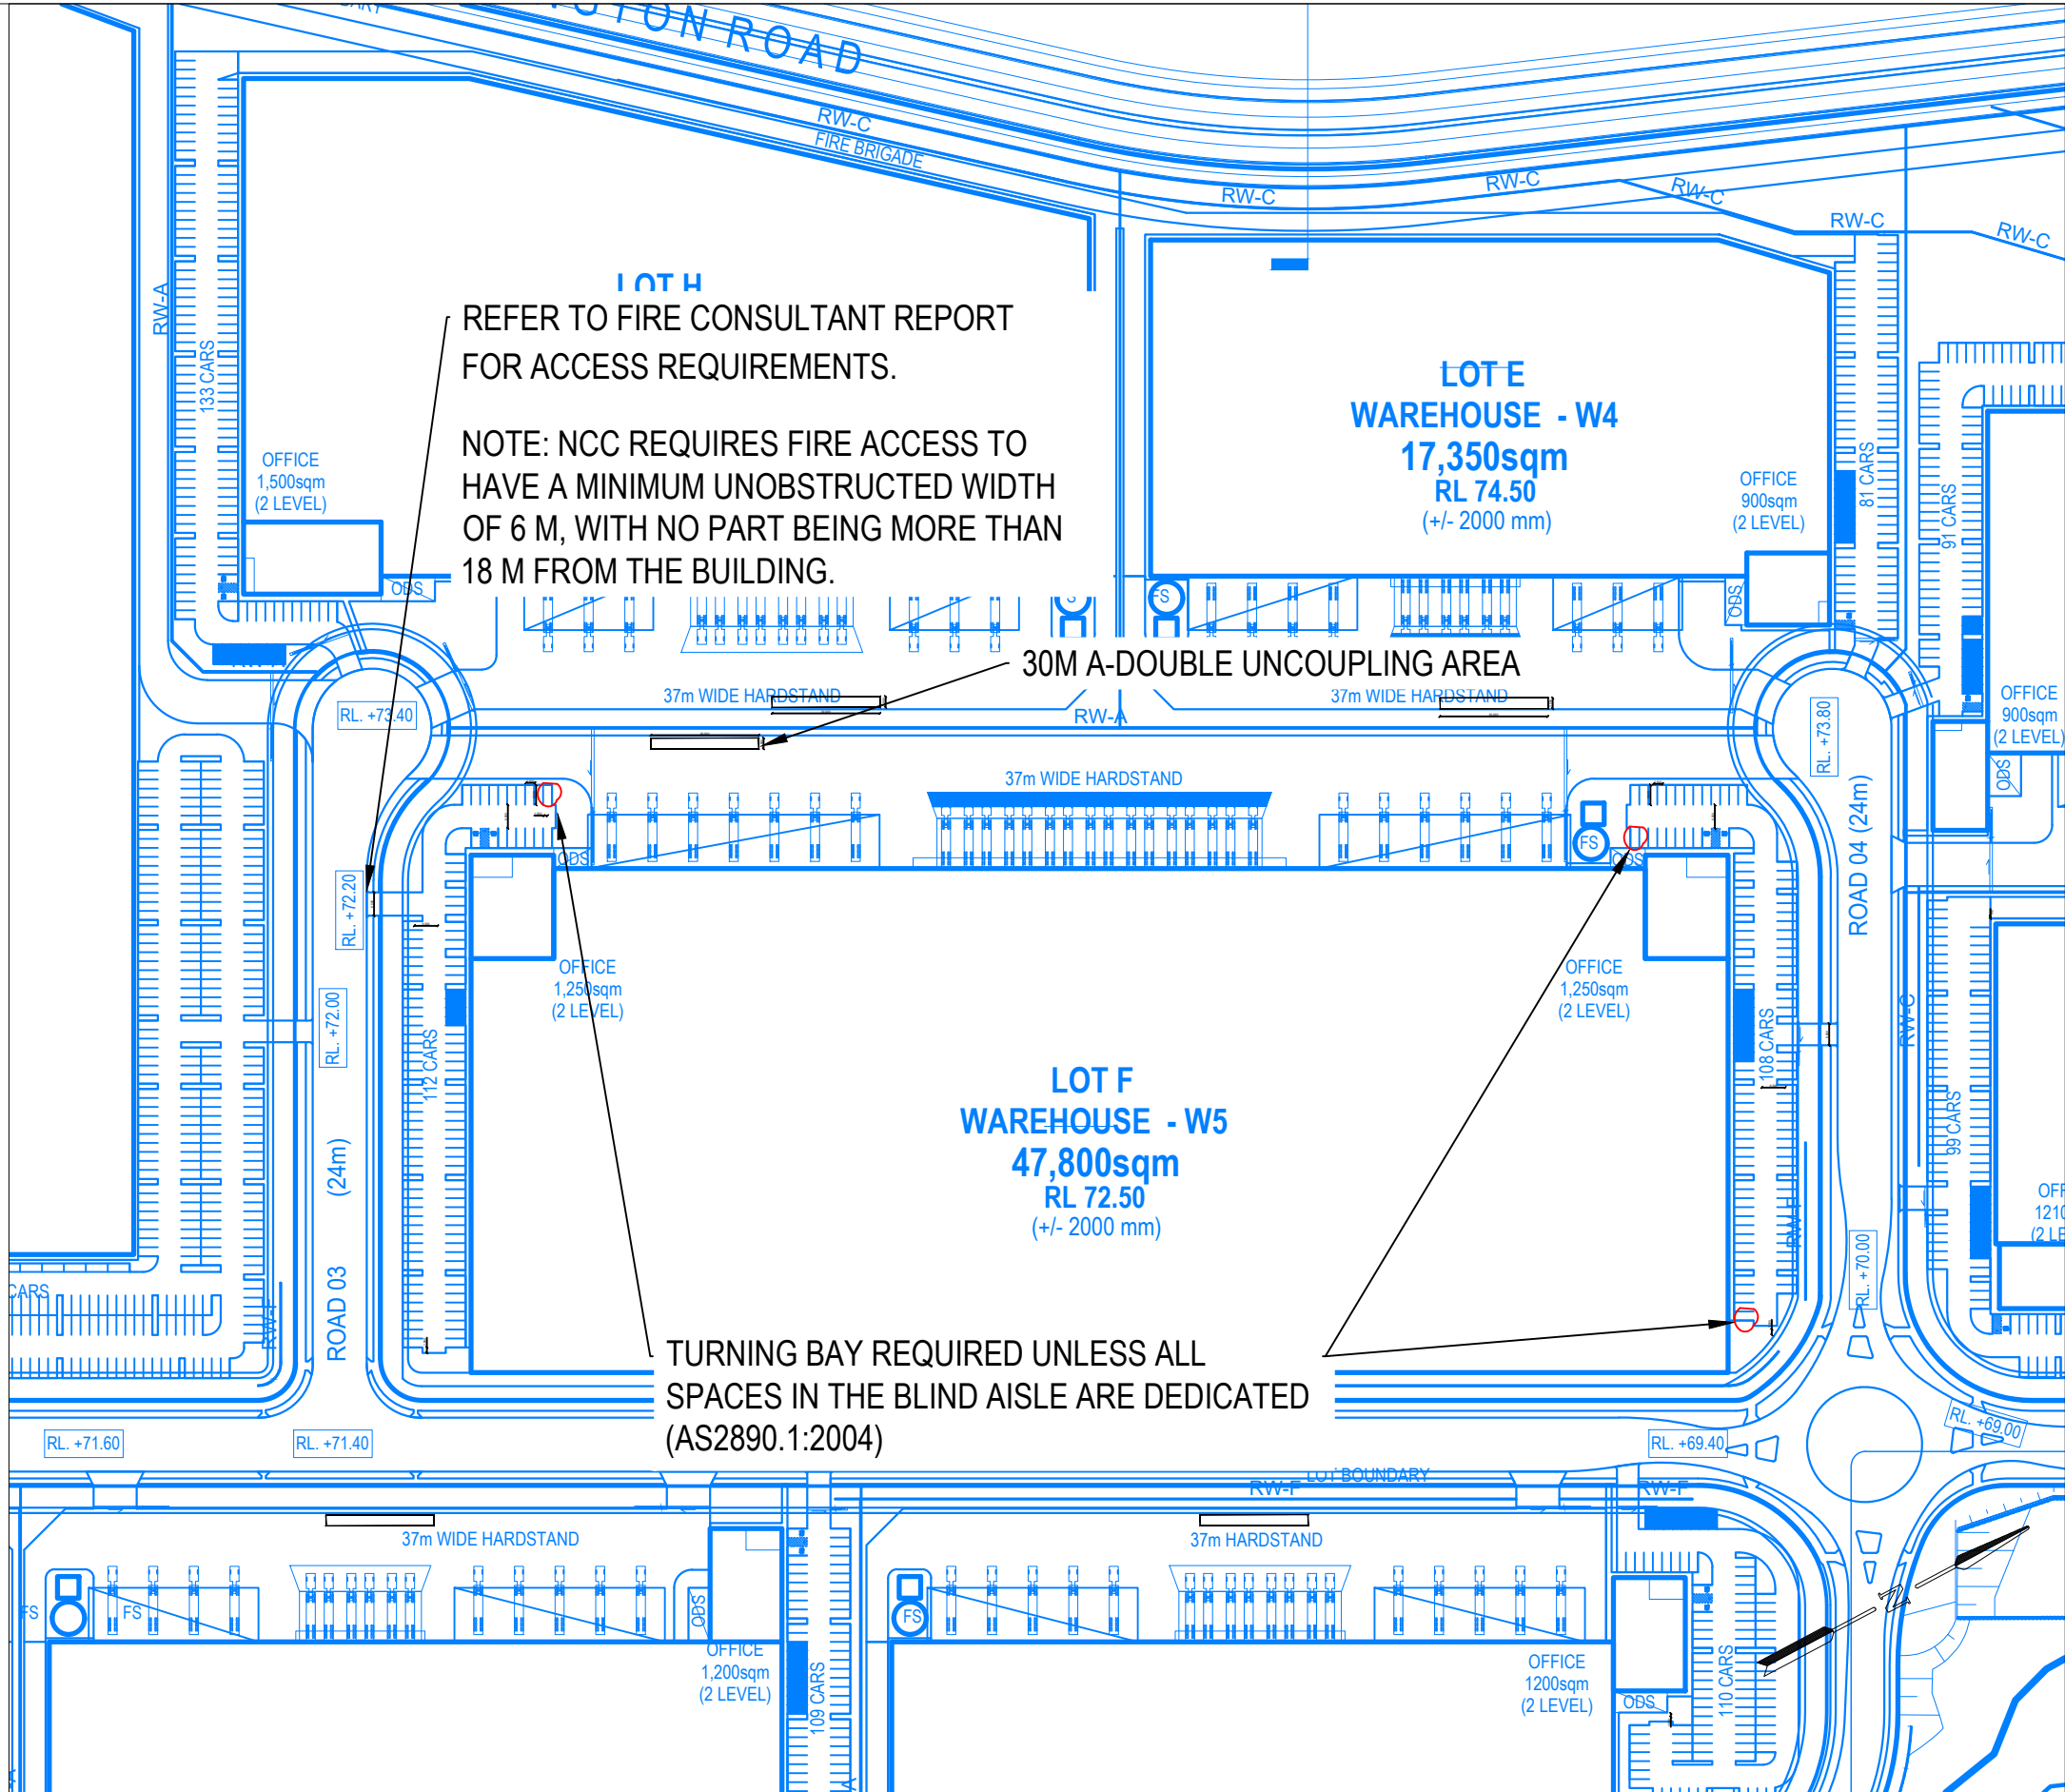 ROAD
RW-C
FIRE BRIGADE
RW-C
RW-C
RW-C
RW-C
RW-C
RW-A
133 CARS
LOT H
REFER TO FIRE CONSULTANT REPORT
FOR ACCESS REQUIREMENTS.
NOTE: NCC REQUIRES FIRE ACCESS TO
HAVE A MINIMUM UNOBSTRUCTED WIDTH
OF 6 M, WITH NO PART BEING MORE THAN
18 M FROM THE BUILDING.
OFFICE
1,500sqm
(2 LEVEL)
ODS
LOT E
WAREHOUSE - W4
17,350sqm
RL 74.50
(+/- 2000 mm)
OFFICE
900sqm
(2 LEVEL)
81 CARS
91 CARS
FS
ODS
30M A-DOUBLE UNCOUPLING AREA
37m WIDE HARDSTAND
37m WIDE HARDSTAND
RW-A
RL. +73.40
RL. +73.80
OFFICE
900sqm
(2 LEVEL)
ODS
37m WIDE HARDSTAND
ODS
FS
ODS
ROAD 04 (24m)
RL. +72.20
RL. +72.00
OFFICE
1,250sqm
(2 LEVEL)
OFFICE
1,250sqm
(2 LEVEL)
112 CARS
108 CARS
RW-C
99 CARS
LOT F
WAREHOUSE - W5
47,800sqm
RL 72.50
(+/- 2000 mm)
ROAD 03 (24m)
RW-F
RW-F
RL. +70.00
CARS
TURNING BAY REQUIRED UNLESS ALL
SPACES IN THE BLIND AISLE ARE DEDICATED
(AS2890.1:2004)
RL. +71.60
RL. +71.40
RL. +69.40
RL. +69.00
LOT BOUNDARY
RW-F
RW-F
37m WIDE HARDSTAND
37m HARDSTAND
FS
FS
FS
ODS
OFFICE
1,200sqm
(2 LEVEL)
109 CARS
OFFICE
1200sqm
(2 LEVEL)
ODS
110 CARS
N